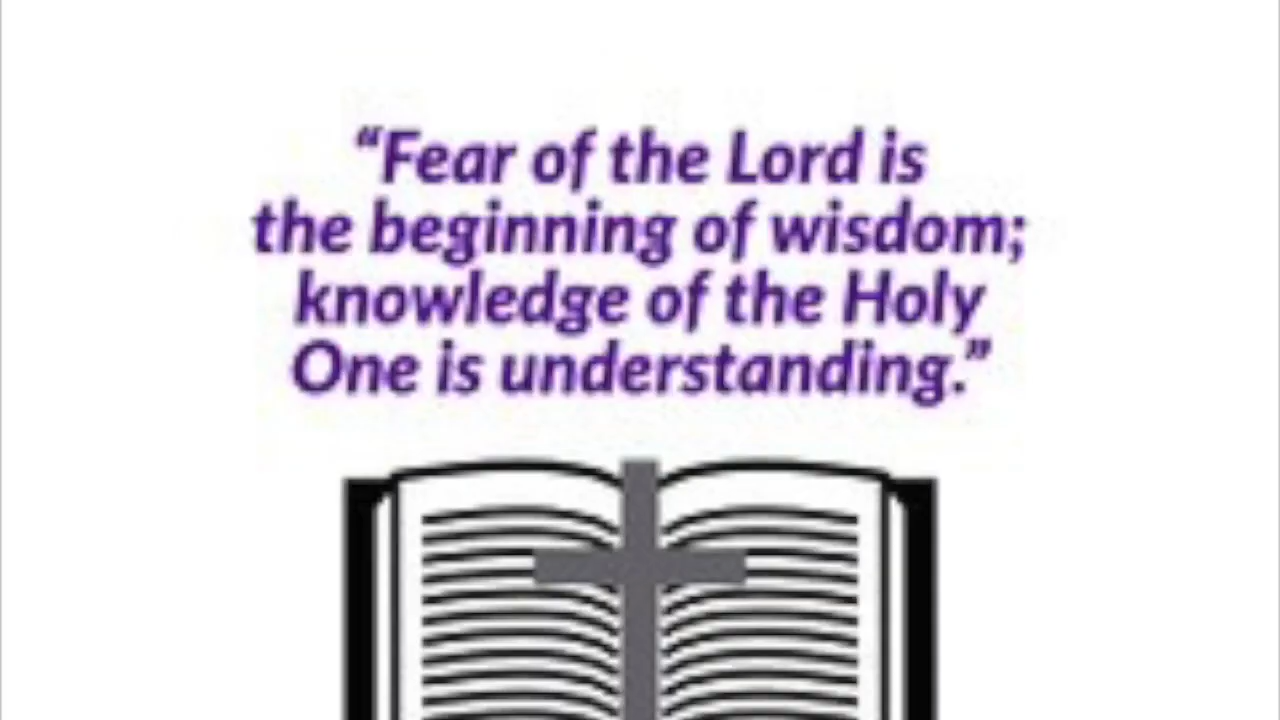 “Fear of the Lord is
the beginning of wisdom;
knowledge of the Holy
One is understanding.”